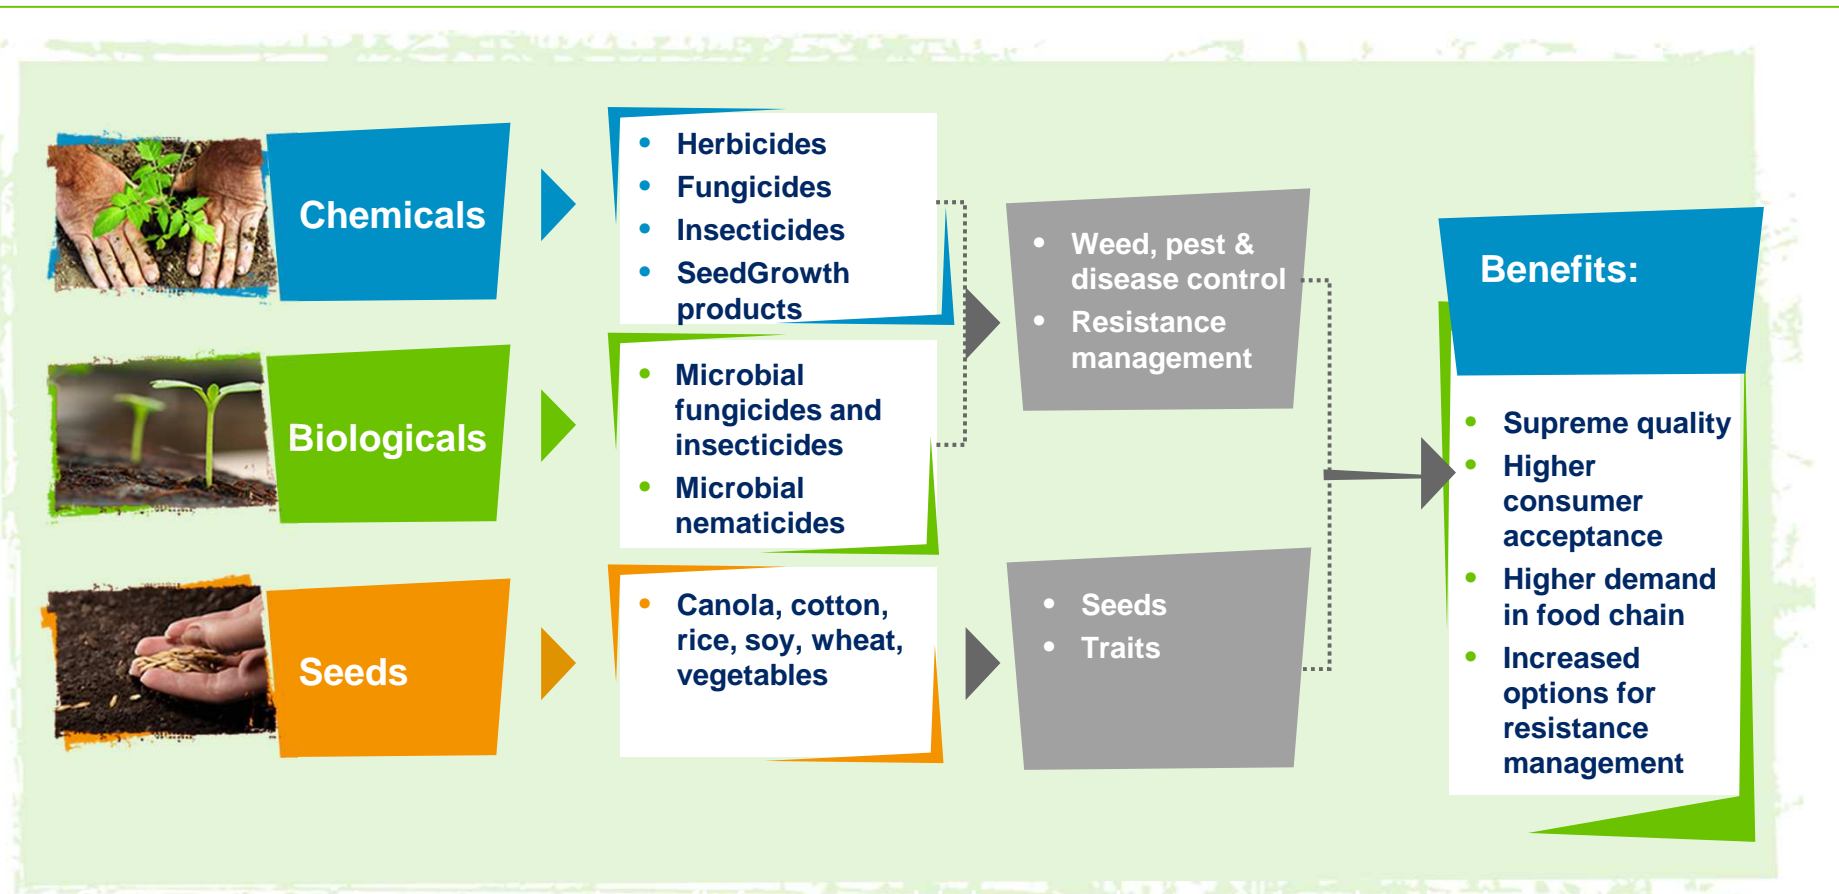 Chemicals
• Herbicides
• Fungicides
• Insecticides
• SeedGrowth
products
Biologicals
• Microbial
fungicides and
insecticides
• Microbial
nematicides
Seeds
• Canola, cotton,
rice, soy, wheat,
vegetables
• Weed, pest &
disease control
• Resistance
management
• Seeds
• Traits
Benefits:
• Supreme quality
• Higher
consumer
acceptance
• Higher demand
in food chain
• Increased
options for
resistance
management